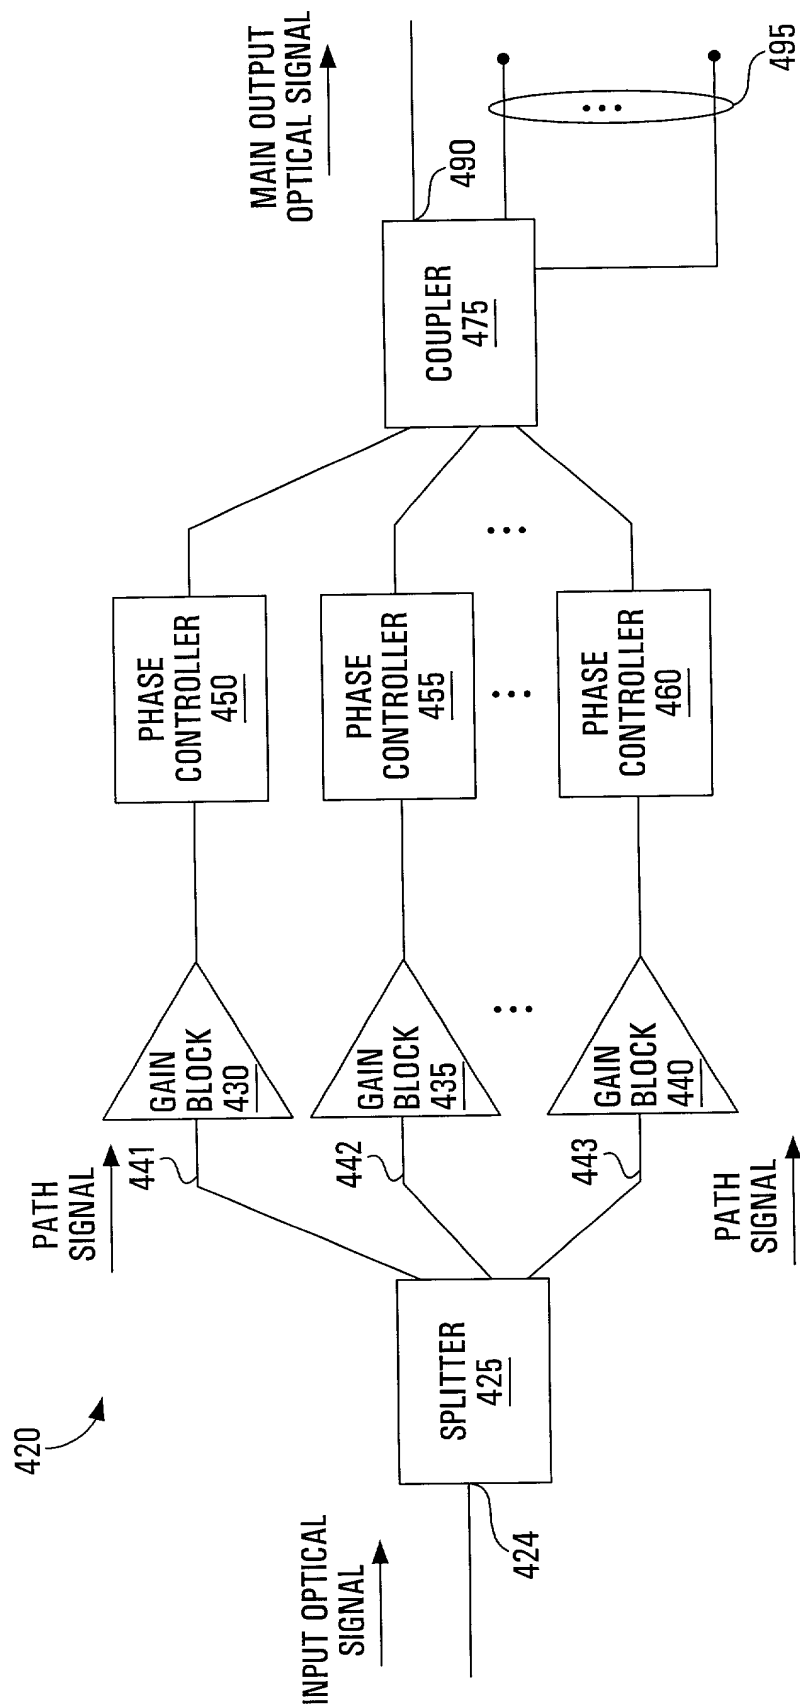 420
INPUT OPTICAL
SIGNAL
424
SPLITTER
425
PATH
SIGNAL
441
442
443
PATH
SIGNAL
GAIN
BLOCK
430
GAIN
BLOCK
435
GAIN
BLOCK
440
PHASE
CONTROLLER
450
PHASE
CONTROLLER
455
PHASE
CONTROLLER
460
COUPLER
475
MAIN OUTPUT
OPTICAL SIGNAL
490
495